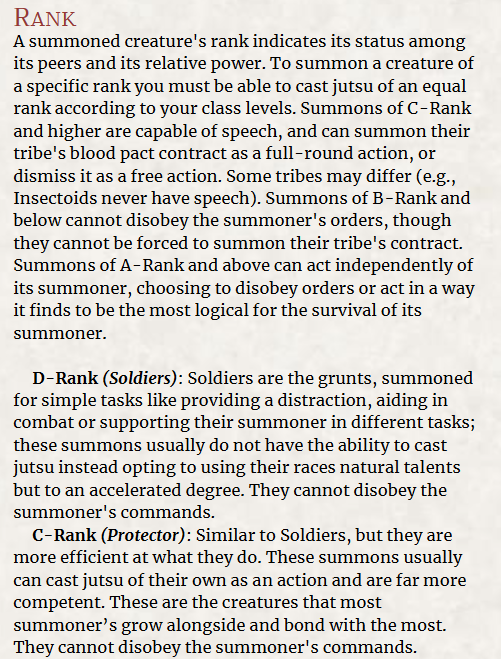 RANK
A summoned creature's rank indicates its status among
its peers and its relative power. To summon a creature of
a specific rank you must be able to cast jutsu of an equal
rank according to your class levels. Summons of C-Rank
and higher are capable of speech, and can summon their
tribe's blood pact contract as a full-round action, or
dismiss it as a free action. Some tribes may differ (e.g.,
Insectoids never have speech). Summons of B-Rank and
below cannot disobey the summoner's orders, though
they cannot be forced to summon their tribe's contract.
Summons of A-Rank and above can act independently of
its summoner, choosing to disobey orders or act in a way
it finds to be the most logical for the survival of its
summoner.
D-Rank (Soldiers): Soldiers are the grunts, summoned
for simple tasks like providing a distraction, aiding in
combat or supporting their summoner in different tasks;
these summons usually do not have the ability to cast
jutsu instead opting to using their races natural talents
but to an accelerated degree. They cannot disobey the
summoner's commands.
C-Rank (Protector): Similar to Soldiers, but they are
more efficient at what they do. These summons usually
can cast jutsu of their own as an action and are far more
competent. These are the creatures that most
summoner’s grow alongside and bond with the most.
They cannot disobey the summoner's commands.